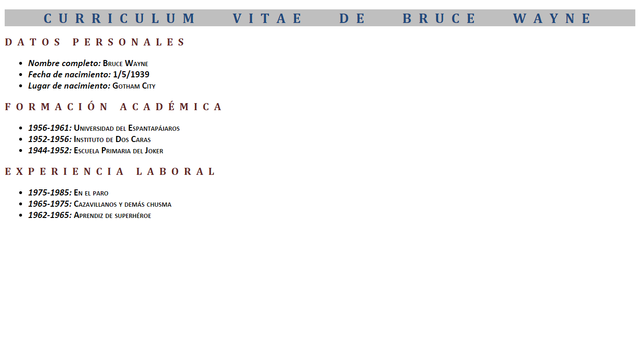 CURRICULUM VITAE DE BRUCE WAYNE
DATOS PERSONALES
• Nombre completo: Bruce Wayne
• Fecha de nacimiento: 1/5/1939
• Lugar de nacimiento: Gotham City
FORMACIÓN ACADÉMICA
• 1956-1961: Universidad del Espantapájaros
• 1952-1956: Instituto de Dos Caras
• 1944-1952: Escuela Primaria del Joker
EXPERIENCIA LABORAL
• 1975-1985: En el paro
• 1965-1975: Cazavillanos y demás chusma
• 1962-1965: Aprendiz de superhéroe